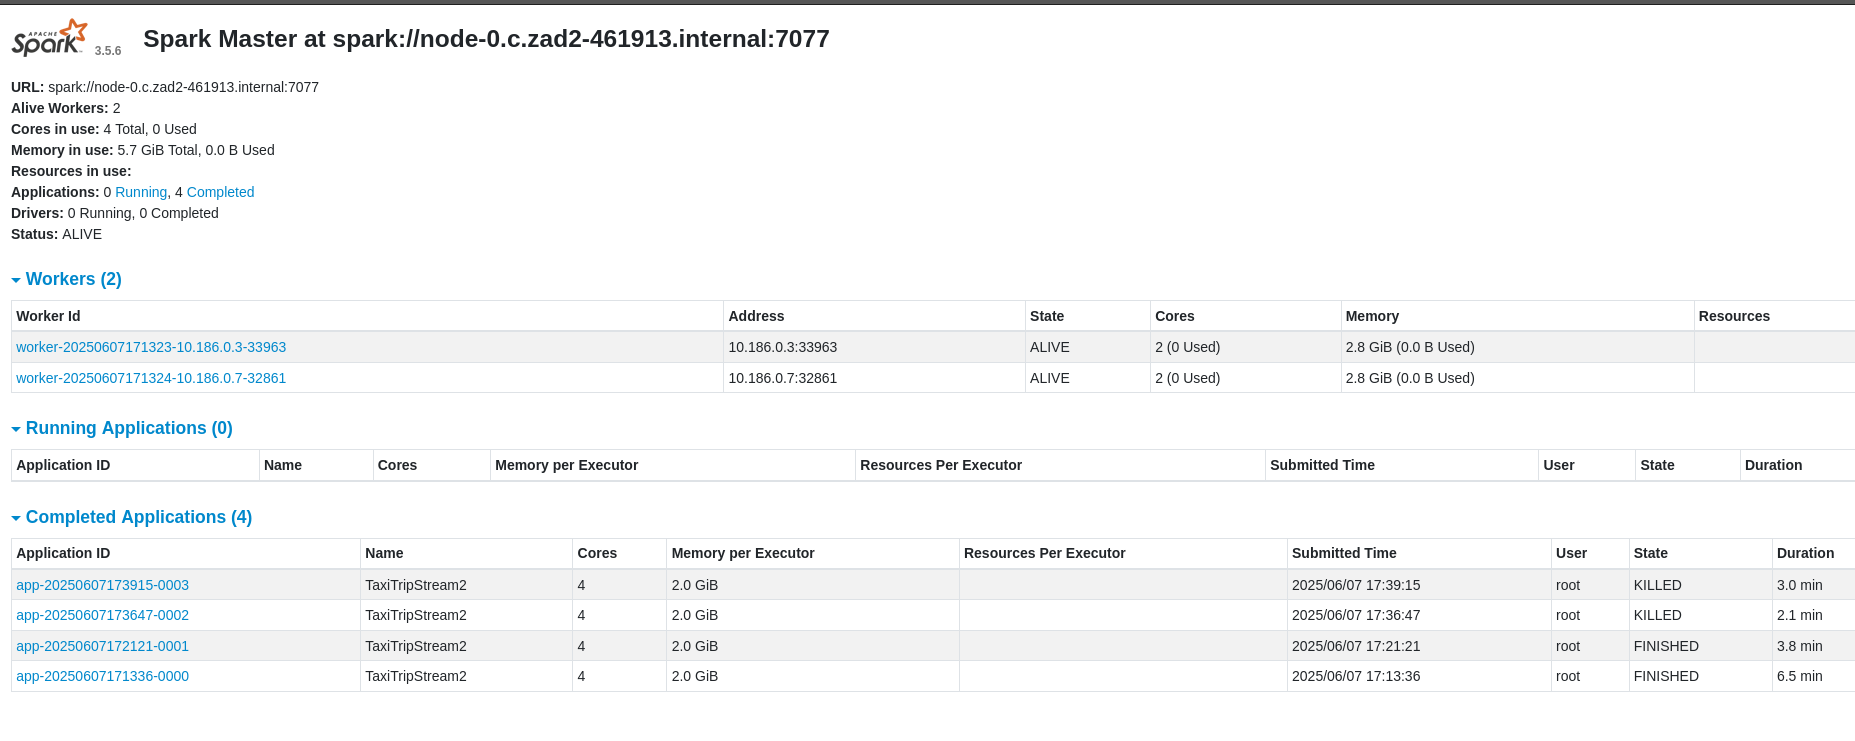 APACHE Spark 3.5.6 Spark Master at spark://node-0.c.zad2-461913.internal:7077
URL: spark://node-0.c.zad2-461913.internal:7077
Alive Workers: 2
Cores in use: 4 Total, 0 Used
Memory in use: 5.7 GiB Total, 0.0 B Used
Resources in use:
Applications: 0 Running, 4 Completed
Drivers: 0 Running, 0 Completed
Status: ALIVE
Workers (2)
Worker Id Address State Cores Memory Resources
worker-20250607171323-10.186.0.3-33963 10.186.0.3:33963 ALIVE 2 (0 Used) 2.8 GiB (0.0 B Used)
worker-20250607171324-10.186.0.7-32861 10.186.0.7:32861 ALIVE 2 (0 Used) 2.8 GiB (0.0 B Used)
Running Applications (0)
Application ID Name Cores Memory per Executor Resources Per Executor Submitted Time User State Duration
Completed Applications (4)
Application ID Name Cores Memory per Executor Resources Per Executor Submitted Time User State Duration
app-20250607173915-0003 TaxiTripStream2 4 2.0 GiB 2025/06/07 17:39:15 root KILLED 3.0 min
app-20250607173647-0002 TaxiTripStream2 4 2.0 GiB 2025/06/07 17:36:47 root KILLED 2.1 min
app-20250607172121-0001 TaxiTripStream2 4 2.0 GiB 2025/06/07 17:21:21 root FINISHED 3.8 min
app-20250607171336-0000 TaxiTripStream2 4 2.0 GiB 2025/06/07 17:13:36 root FINISHED 6.5 min